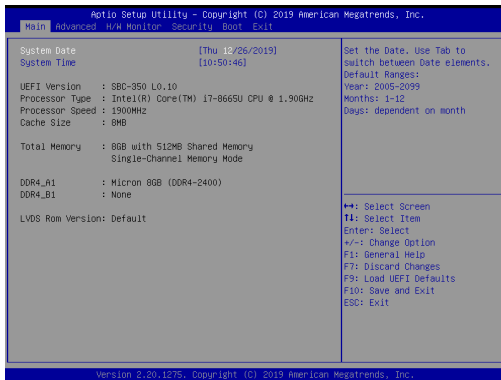 Aptio Setup Utility – Copyright (C) 2019 American Megatrends, Inc.
Main Advanced H/W Monitor Security Boot Exit
System Date [Thu 12/26/2019]
System Time [10:50:46]
UEFI Version : SBC-350 L0.10
Processor Type : Intel(R) Core(TM) i7-8665U CPU @ 1.90GHz
Processor Speed : 1900MHz
Cache Size : 8MB
Total Memory : 8GB with 512MB Shared Memory
Single-Channel Memory Mode
DDR4_A1 : Micron 8GB (DDR4-2400)
DDR4_B1 : None
LVDS Rom Version: Default
Set the Date. Use Tab to
switch between Date elements.
Default Ranges:
Year: 2005-2099
Months: 1-12
Days: dependent on month
↔: Select Screen
↑↓: Select Item
Enter: Select
+/-: Change Option
F1: General Help
F7: Discard Changes
F9: Load UEFI Defaults
F10: Save and Exit
ESC: Exit
Version 2.20.1275. Copyright (C) 2019 American Megatrends, Inc.